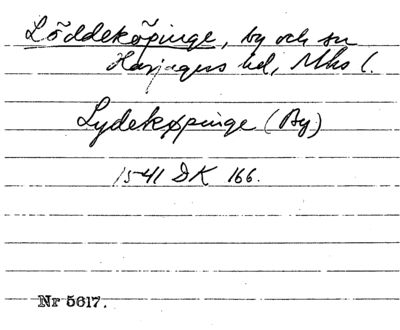 Löddeköpinge, by och sn
Harjagers hd, Mhs l.
Lydekøpinge (By)
1541 DK 166.
Nr 5617.